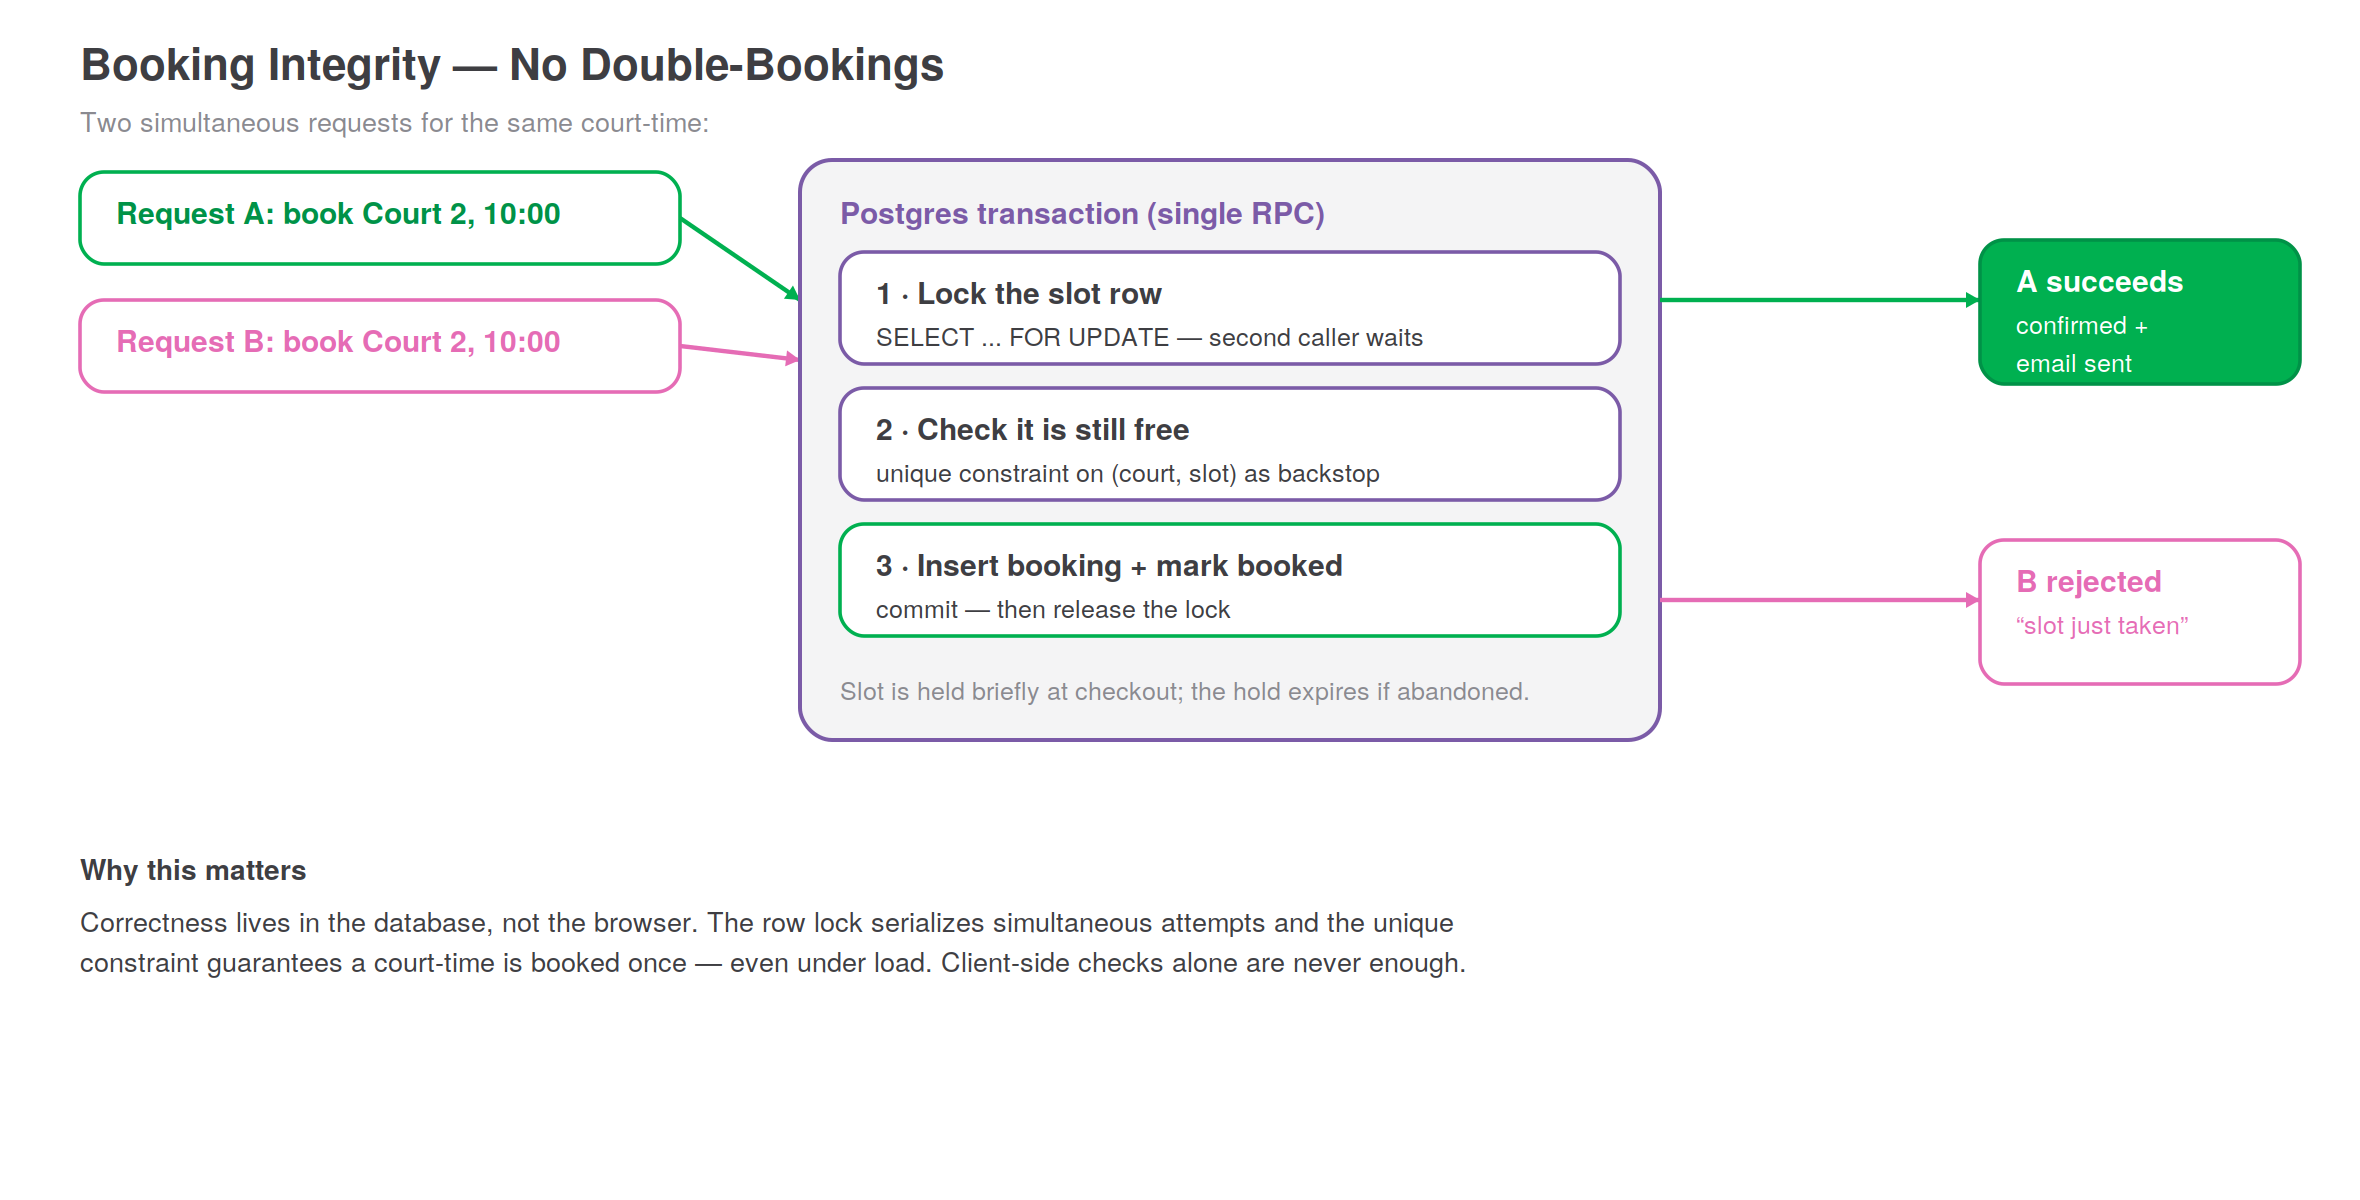 Booking Integrity — No Double-Bookings
Two simultaneous requests for the same court-time:
Request A: book Court 2, 10:00
Request B: book Court 2, 10:00
Postgres transaction (single RPC)
1 · Lock the slot row
SELECT ... FOR UPDATE — second caller waits
2 · Check it is still free
unique constraint on (court, slot) as backstop
3 · Insert booking + mark booked
commit — then release the lock
Slot is held briefly at checkout; the hold expires if abandoned.
A succeeds
confirmed +
email sent
B rejected
“slot just taken”
Why this matters
Correctness lives in the database, not the browser. The row lock serializes simultaneous attempts and the unique
constraint guarantees a court-time is booked once — even under load. Client-side checks alone are never enough.